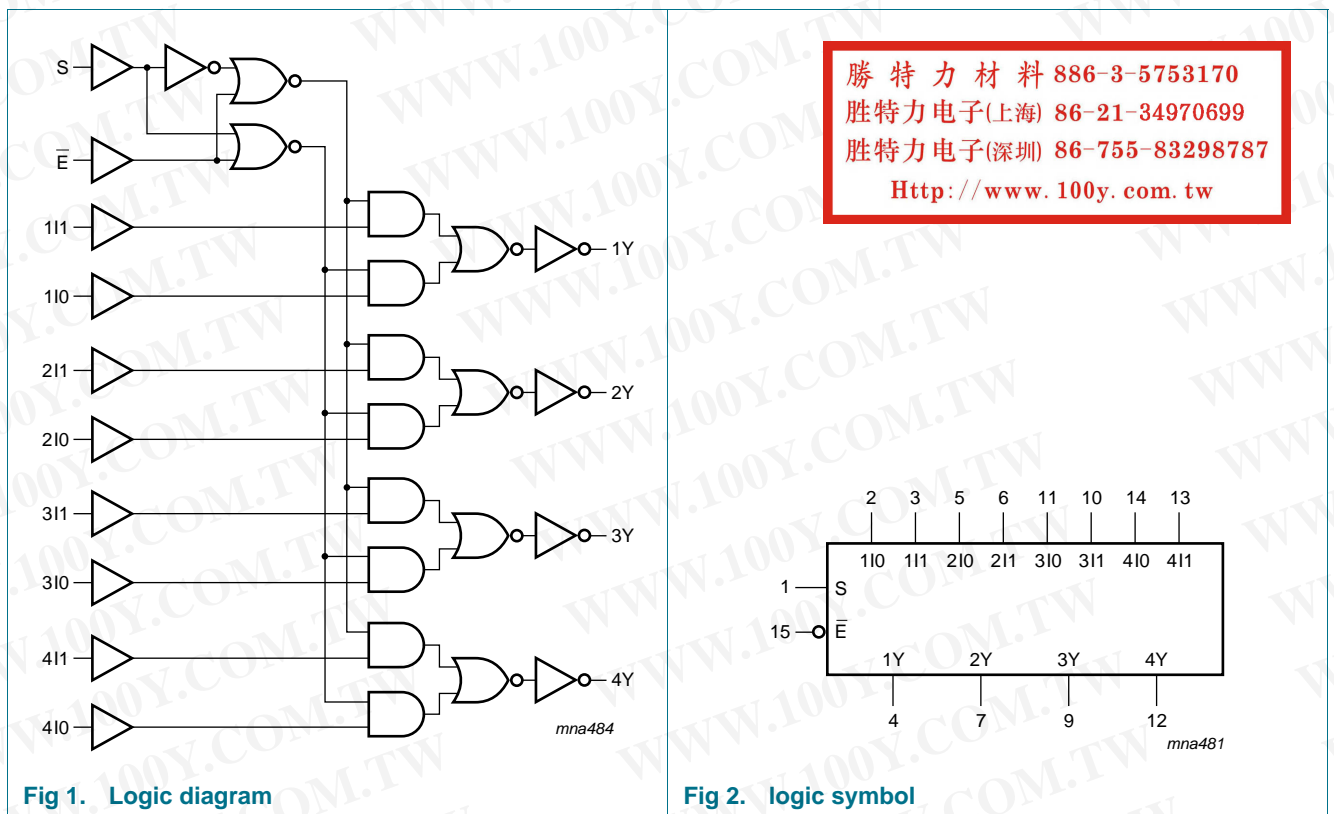 S
E̅
1I1
1I0
2I1
2I0
3I1
3I0
4I1
4I0
1Y
2Y
3Y
4Y
mna484
Fig 1. Logic diagram
勝特力材料 886-3-5753170
胜特力电子(上海) 86-21-34970699
胜特力电子(深圳) 86-755-83298787
Http://www.100y.com.tw
2 3 5 6 11 10 14 13
1I0 1I1 2I0 2I1 3I0 3I1 4I0 4I1
1 S
15 E̅
1Y 2Y 3Y 4Y
4 7 9 12
mna481
Fig 2. logic symbol
WWW.100Y.COM.TW